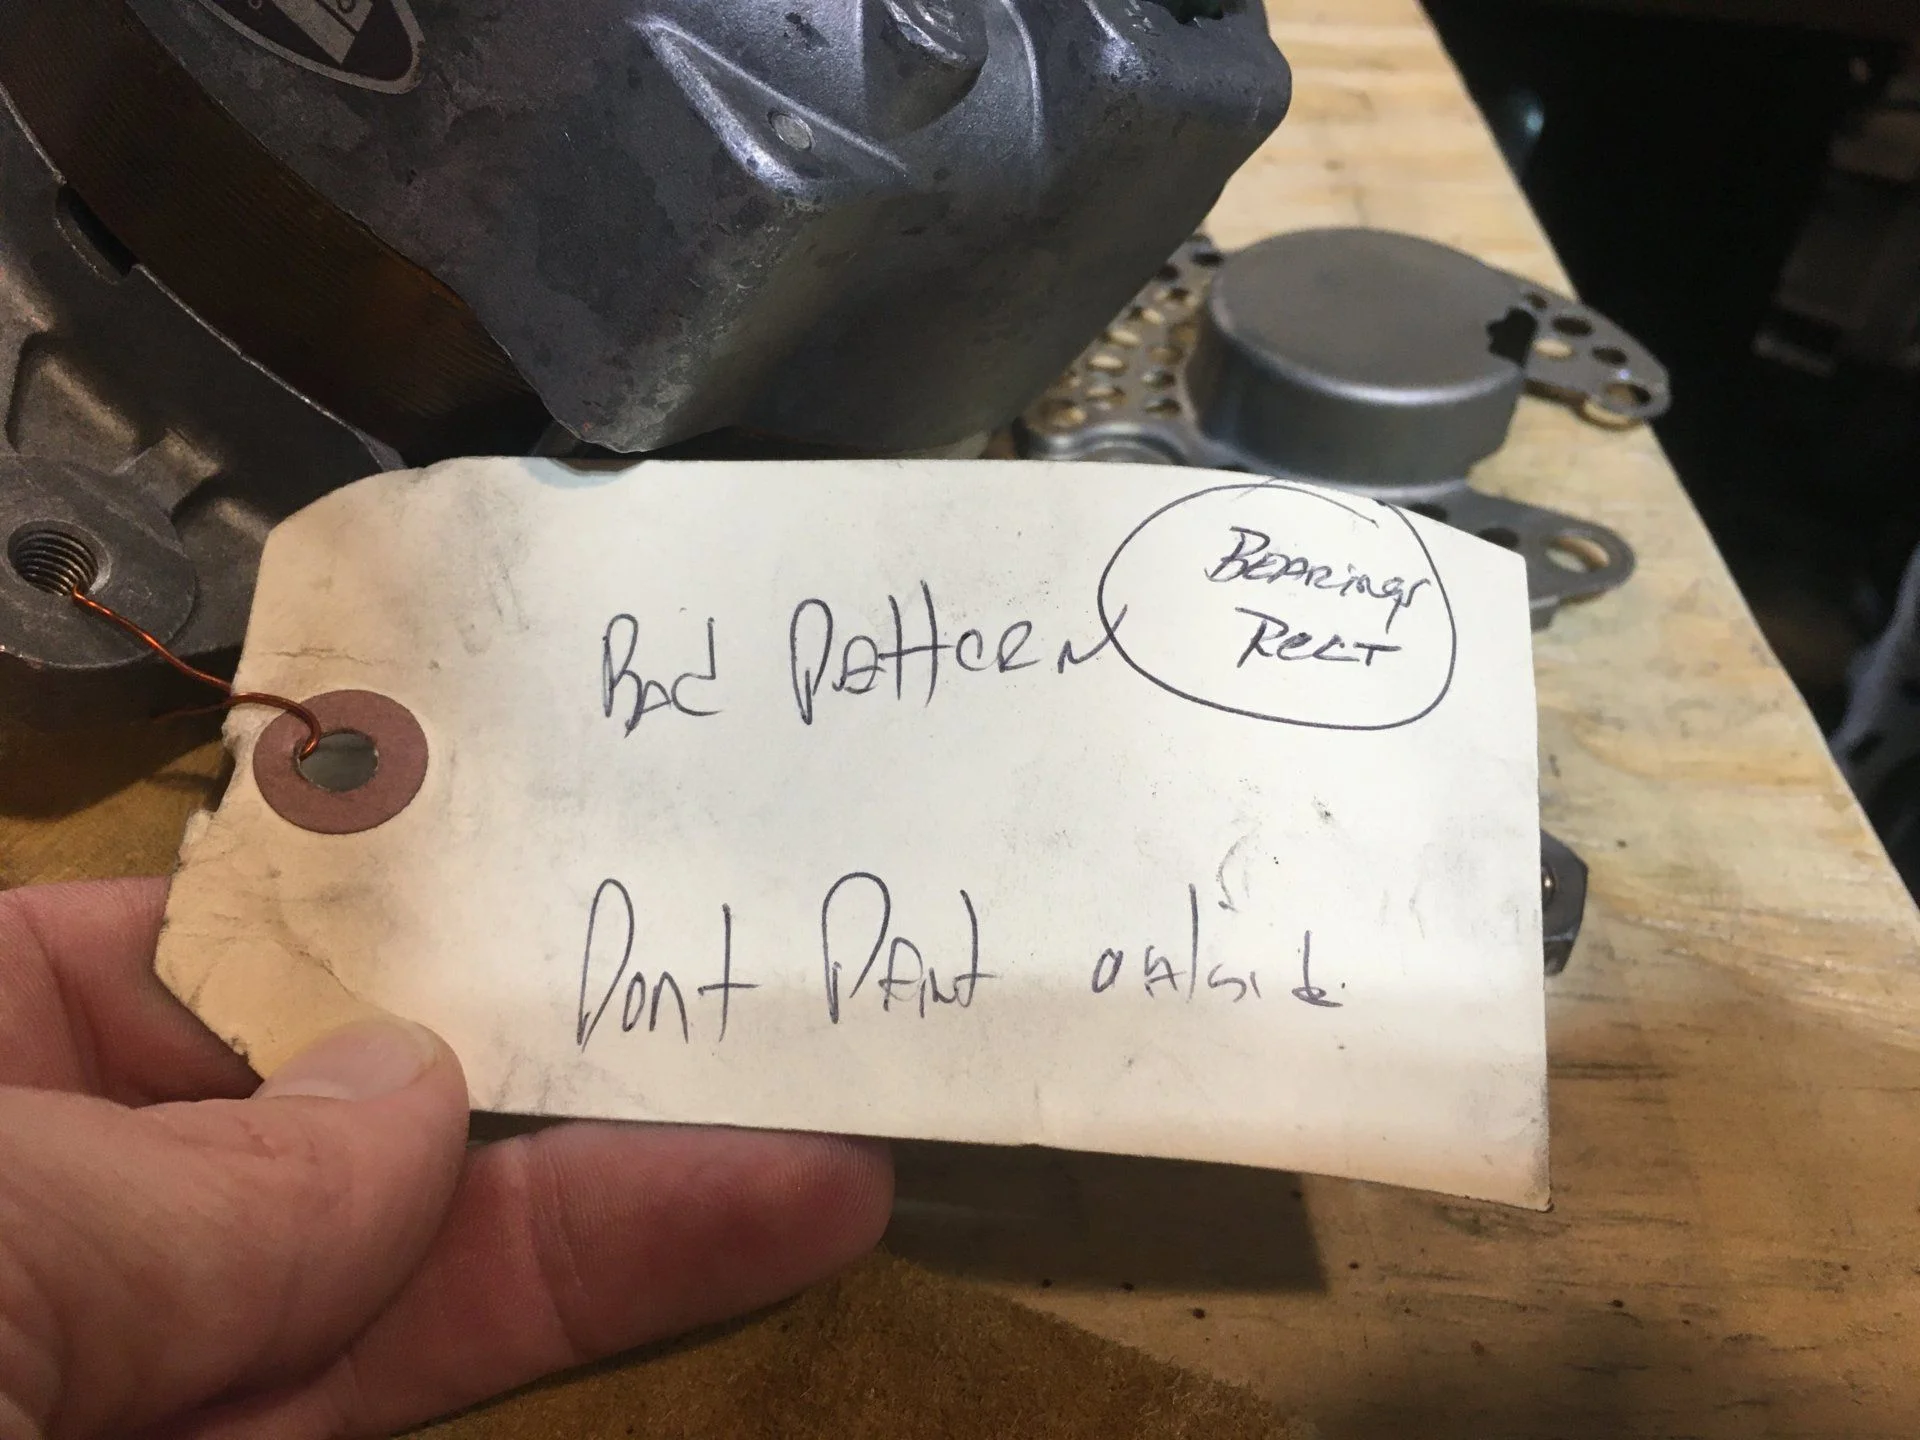 Bearings
Rect
Bad Pattern
Dont Paint outside